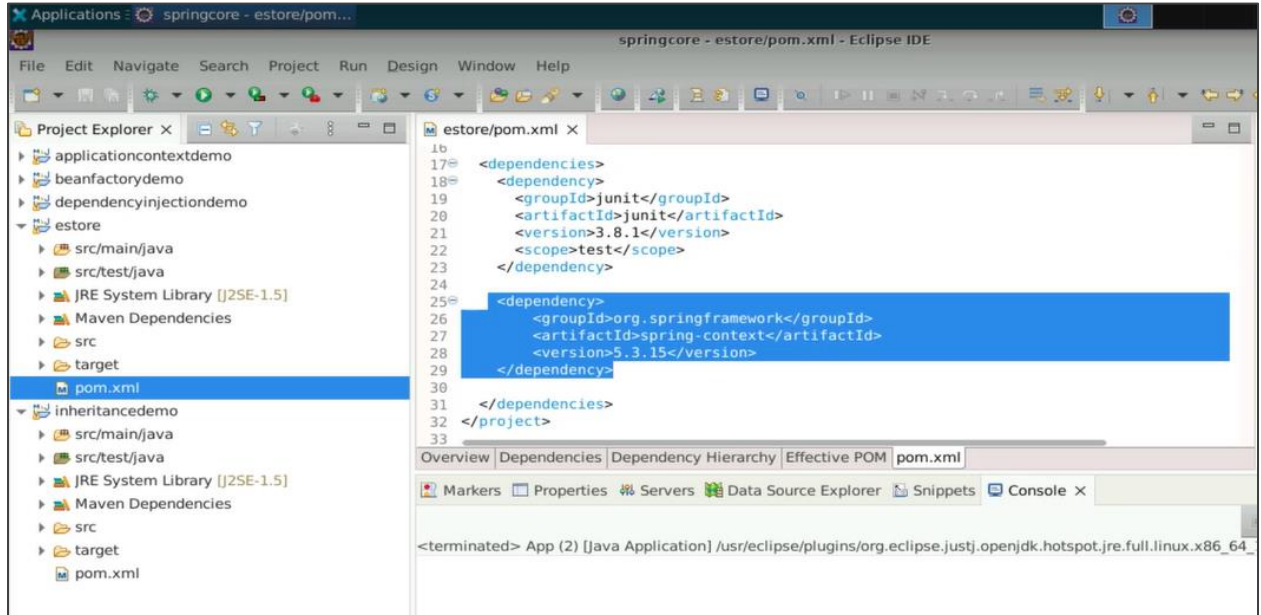 Applications : springcore - estore/pom...
springcore - estore/pom.xml - Eclipse IDE
File Edit Navigate Search Project Run Design Window Help
Project Explorer ×
applicationcontextdemo
beanfactorydemo
dependencyinjectiondemo
estore
src/main/java
src/test/java
JRE System Library [J2SE-1.5]
Maven Dependencies
src
target
pom.xml
inheritancedemo
src/main/java
src/test/java
JRE System Library [J2SE-1.5]
Maven Dependencies
src
target
pom.xml
estore/pom.xml ×
16
17 <dependencies>
18 <dependency>
19 <groupId>junit</groupId>
20 <artifactId>junit</artifactId>
21 <version>3.8.1</version>
22 <scope>test</scope>
23 </dependency>
24
25 <dependency>
26 <groupId>org.springframework</groupId>
27 <artifactId>spring-context</artifactId>
28 <version>5.3.15</version>
29 </dependency>
30
31 </dependencies>
32 </project>
33
Overview Dependencies Dependency Hierarchy Effective POM pom.xml
Markers Properties Servers Data Source Explorer Snippets Console ×
<terminated> App (2) [Java Application] /usr/eclipse/plugins/org.eclipse.justj.openjdk.hotspot.jre.full.linux.x86_64_